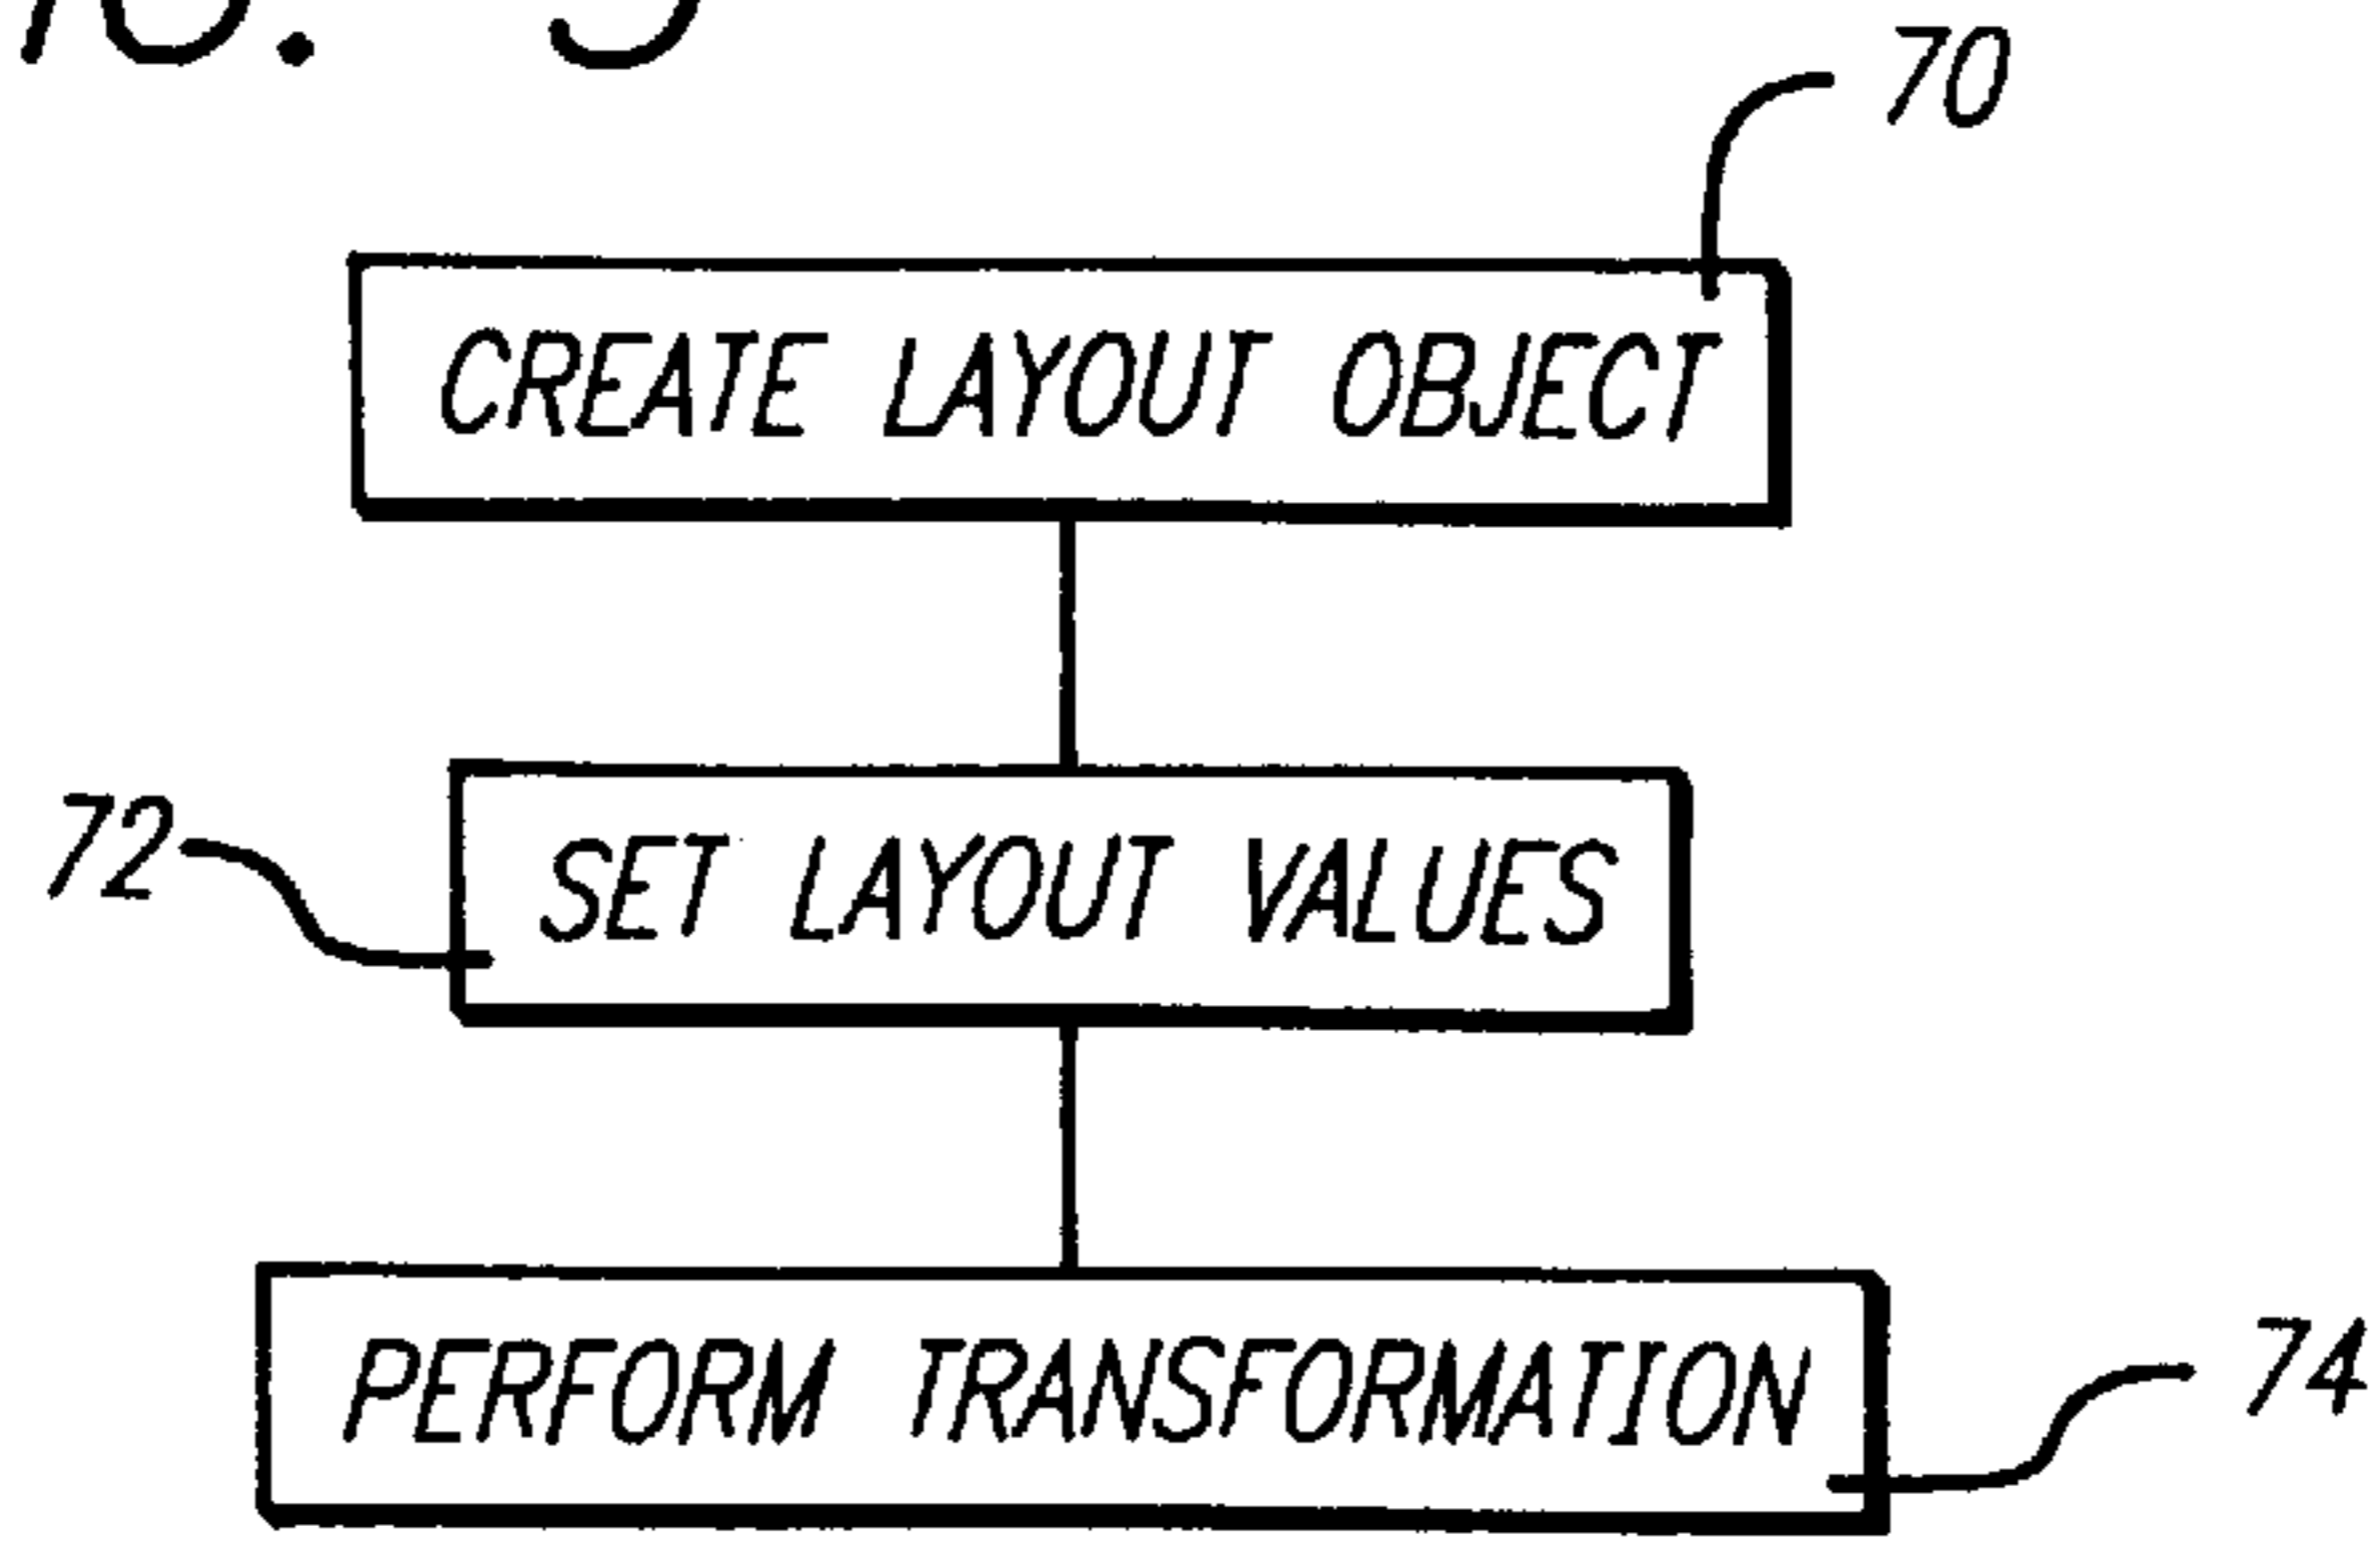 70
CREATE LAYOUT OBJECT
72
SET LAYOUT VALUES
PERFORM TRANSFORMATION
74